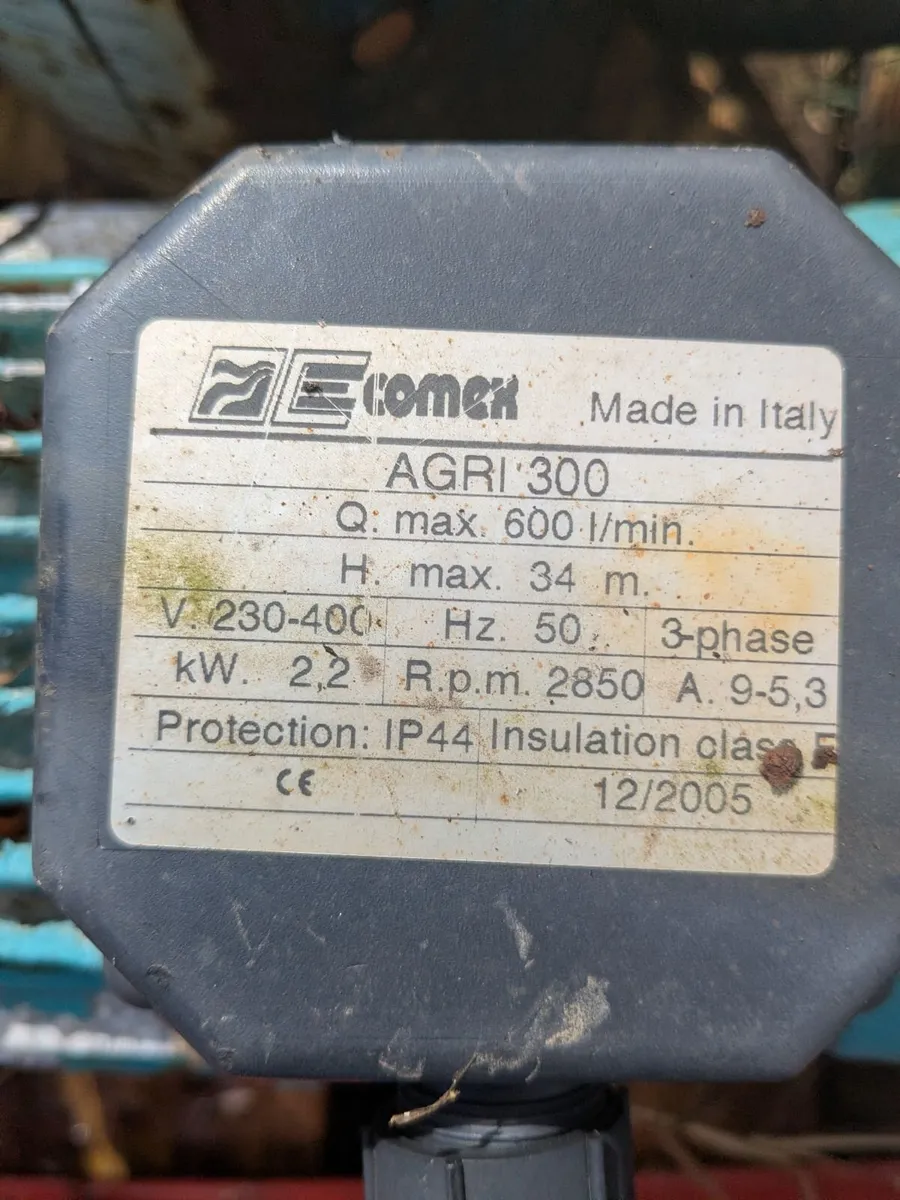 Ecomex Made in Italy
AGRI 300
Q. max. 600 l/min.
H. max. 34 m.
V. 230-400 Hz. 50 3-phase
kW. 2,2 R.p.m. 2850 A. 9-5,3
Protection: IP44 Insulation class F
CE 12/2005